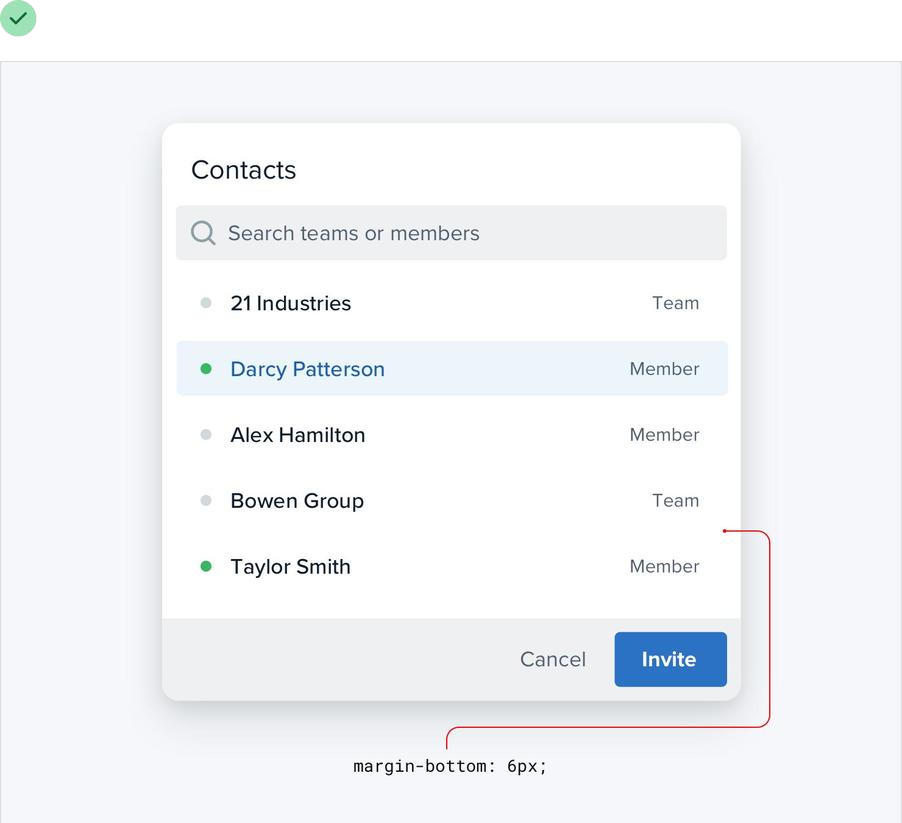 Contacts
Search teams or members
21 Industries Team
Darcy Patterson Member
Alex Hamilton Member
Bowen Group Team
Taylor Smith Member
Cancel Invite
margin-bottom: 6px;